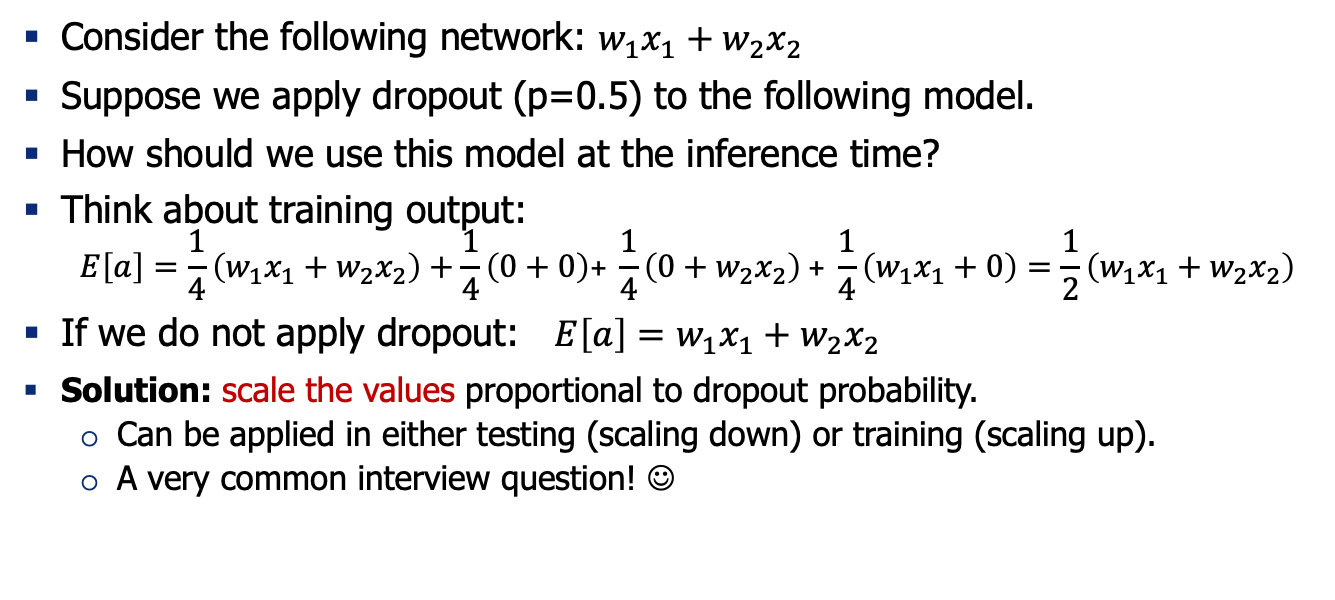 ▪ Consider the following network: w₁x₁ + w₂x₂
▪ Suppose we apply dropout (p=0.5) to the following model.
▪ How should we use this model at the inference time?
▪ Think about training output:
E[a] = 1/4 (w₁x₁ + w₂x₂) + 1/4 (0 + 0)+ 1/4 (0 + w₂x₂) + 1/4 (w₁x₁ + 0) = 1/2 (w₁x₁ + w₂x₂)
▪ If we do not apply dropout: E[a] = w₁x₁ + w₂x₂
▪ Solution: scale the values proportional to dropout probability.
o Can be applied in either testing (scaling down) or training (scaling up).
o A very common interview question! ☺